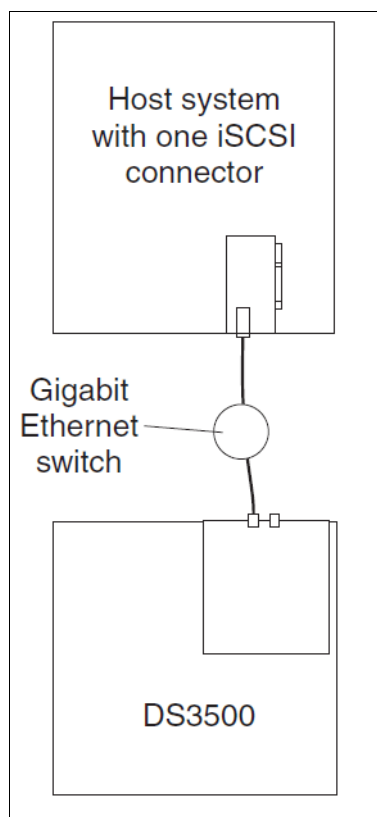 Host system
with one iSCSI
connector
Gigabit
Ethernet
switch
DS3500